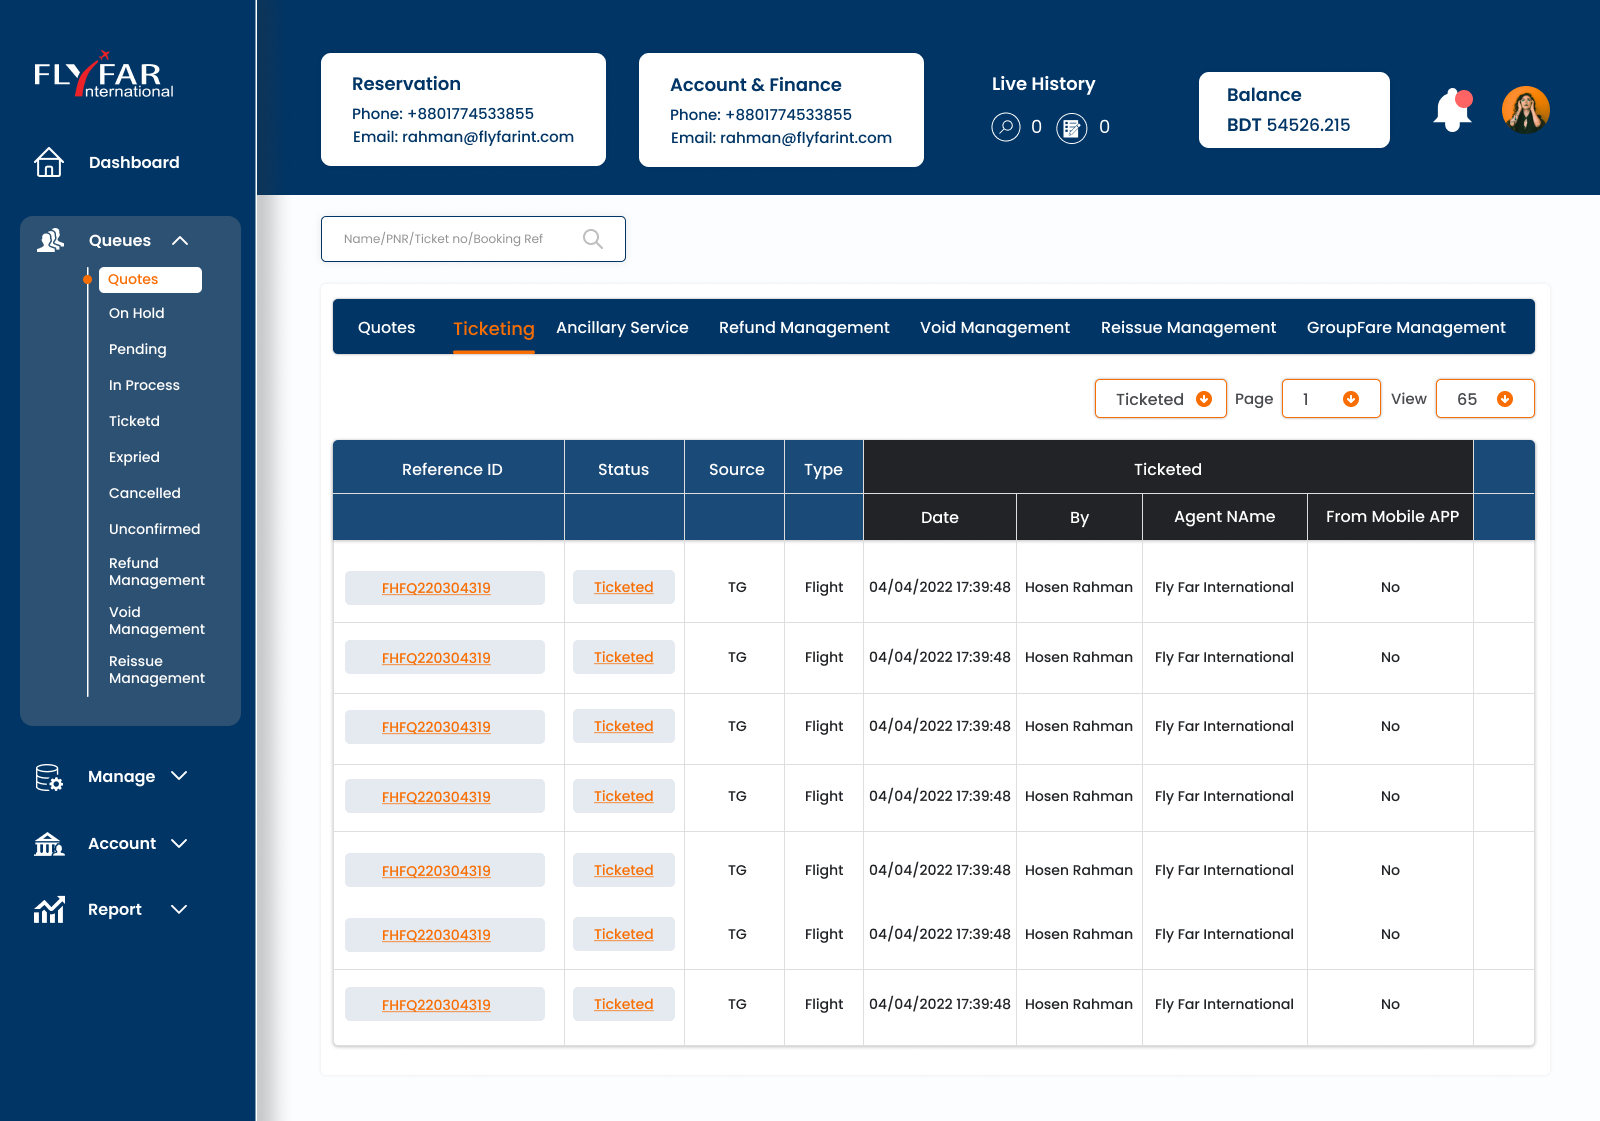 FLYFAR
International
Dashboard
Queues
Quotes
On Hold
Pending
In Process
Ticketd
Expried
Cancelled
Unconfirmed
Refund
Management
Void
Management
Reissue
Management
Manage
Account
Report
Reservation
Phone: +8801774533855
Email: rahman@flyfarint.com
Account & Finance
Phone: +8801774533855
Email: rahman@flyfarint.com
Live History
0 0
Balance
BDT 54526.215
Name/PNR/Ticket no/Booking Ref
Quotes Ticketing Ancillary Service Refund Management Void Management Reissue Management GroupFare Management
Ticketed Page 1 View 65
Reference ID Status Source Type Ticketed
Date By Agent NAme From Mobile APP
FHFQ220304319 Ticketed TG Flight 04/04/2022 17:39:48 Hosen Rahman Fly Far International No
FHFQ220304319 Ticketed TG Flight 04/04/2022 17:39:48 Hosen Rahman Fly Far International No
FHFQ220304319 Ticketed TG Flight 04/04/2022 17:39:48 Hosen Rahman Fly Far International No
FHFQ220304319 Ticketed TG Flight 04/04/2022 17:39:48 Hosen Rahman Fly Far International No
FHFQ220304319 Ticketed TG Flight 04/04/2022 17:39:48 Hosen Rahman Fly Far International No
FHFQ220304319 Ticketed TG Flight 04/04/2022 17:39:48 Hosen Rahman Fly Far International No
FHFQ220304319 Ticketed TG Flight 04/04/2022 17:39:48 Hosen Rahman Fly Far International No